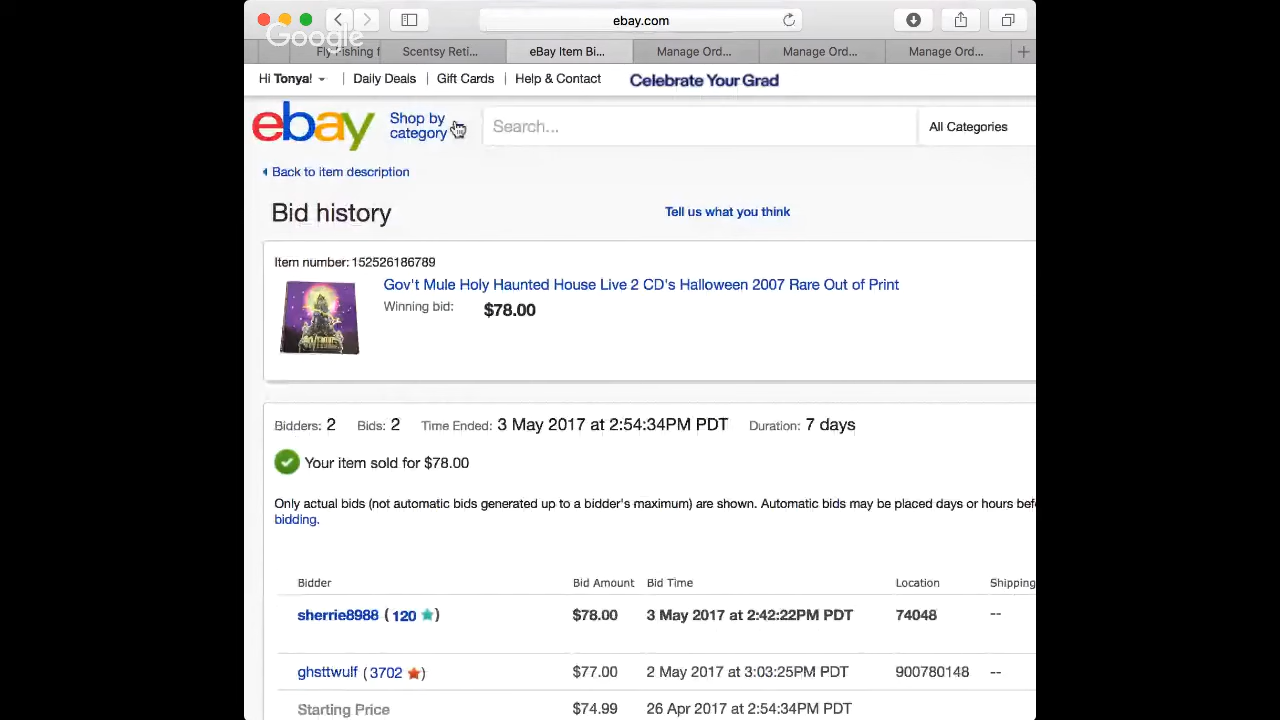 ebay.com
Google
Fly Fishing f
Scentsy Reti...
eBay Item Bi...
Manage Ord...
Manage Ord...
Manage Ord...
Hi Tonya!
Daily Deals
Gift Cards
Help & Contact
Celebrate Your Grad
ebay
Shop by
category
Search...
All Categories
Back to item description
Bid history
Tell us what you think
Item number: 152526186789
Gov't Mule Holy Haunted House Live 2 CD's Halloween 2007 Rare Out of Print
Winning bid: $78.00
Bidders: 2 Bids: 2 Time Ended: 3 May 2017 at 2:54:34PM PDT Duration: 7 days
Your item sold for $78.00
Only actual bids (not automatic bids generated up to a bidder's maximum) are shown. Automatic bids may be placed days or hours bef
bidding.
Bidder Bid Amount Bid Time Location Shipping
sherrie8988 ( 120 ) $78.00 3 May 2017 at 2:42:22PM PDT 74048 --
ghsttwulf ( 3702 ) $77.00 2 May 2017 at 3:03:25PM PDT 900780148 --
Starting Price $74.99 26 Apr 2017 at 2:54:34PM PDT